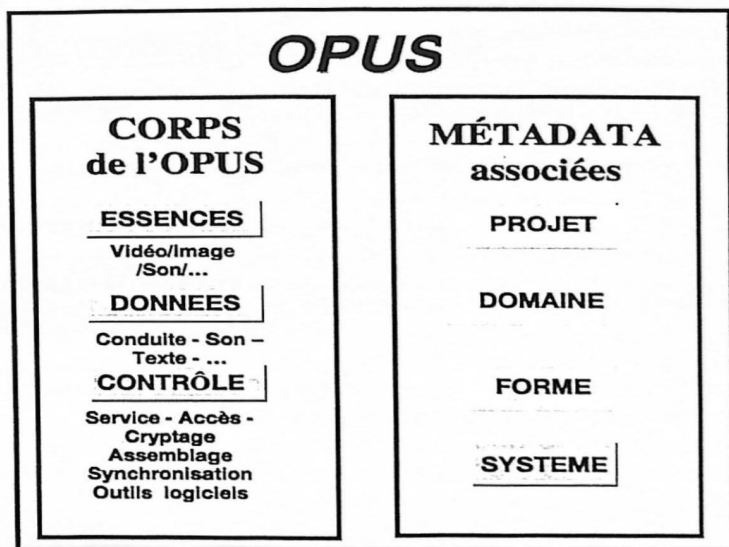 OPUS
CORPS
de l'OPUS
ESSENCES
Vidéo/Image
/Son/...
DONNEES
Conduite - Son –
Texte - ...
CONTRÔLE
Service - Accès -
Cryptage
Assemblage
Synchronisation
Outils logiciels
MÉTADATA
associées
PROJET
DOMAINE
FORME
SYSTEME